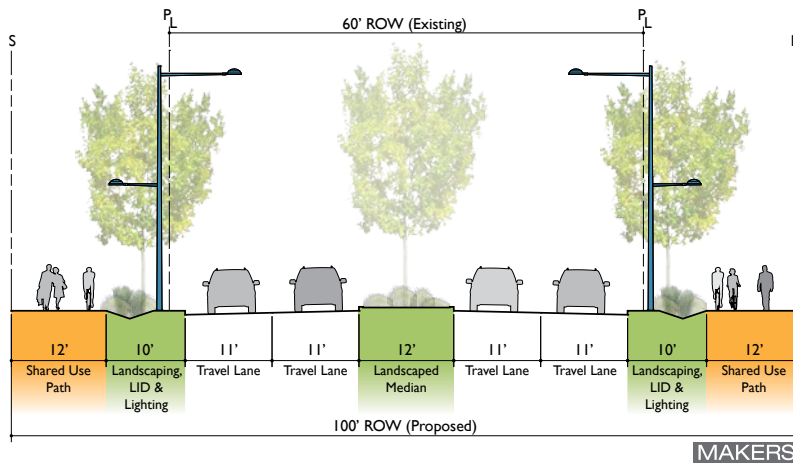 P
L
60’ ROW (Existing)
P
L
S
12’
Shared Use
Path
10’
Landscaping,
LID &
Lighting
11’
Travel Lane
11’
Travel Lane
12’
Landscaped
Median
11’
Travel Lane
11’
Travel Lane
10’
Landscaping,
LID &
Lighting
12’
Shared Use
Path
100’ ROW (Proposed)
MAKERS